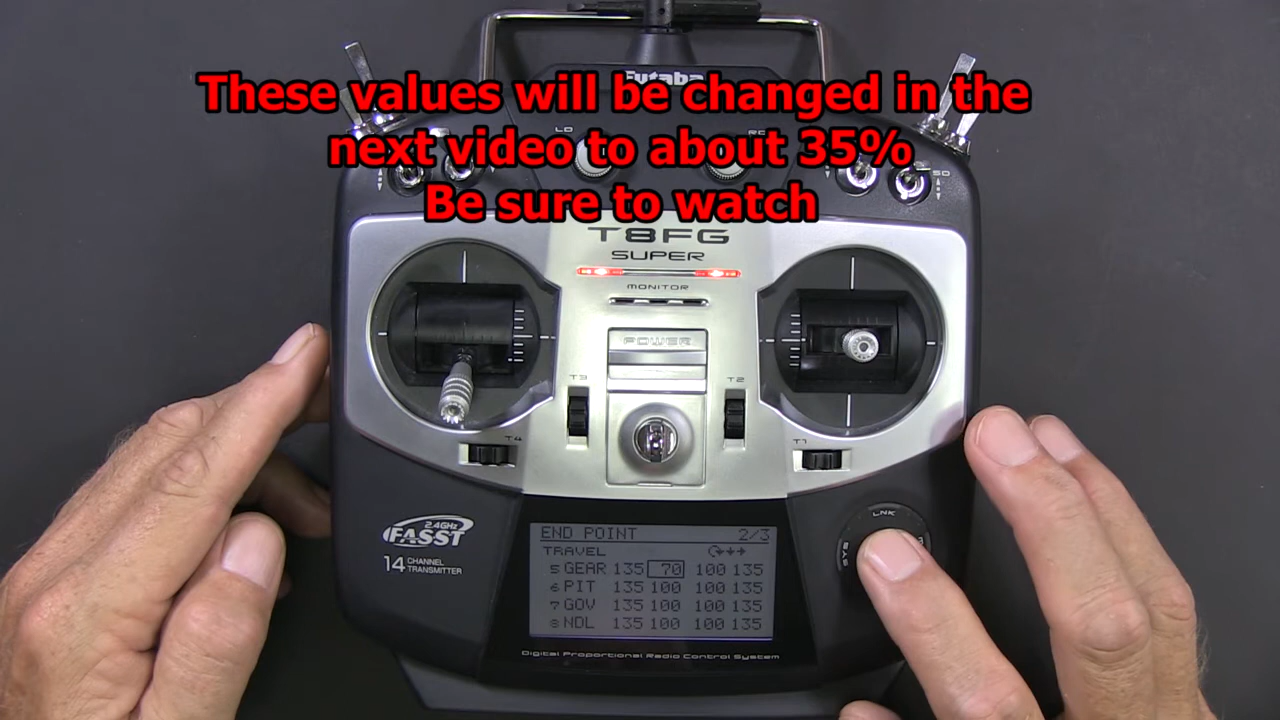 Futaba
These values will be changed in the
next video to about 35%
Be sure to watch
LD
SD
T8FG
SUPER
MONITOR
POWER
T3
T2
T4
T1
LNK
SYS
2.4GHz
FASST
14 CHANNEL
TRANSMITTER
END POINT 2/3
TRAVEL
5 GEAR 135 70 100 135
6 PIT 135 100 100 135
7 GOV 135 100 100 135
8 NDL 135 100 100 135
Digital Proportional Radio Control System